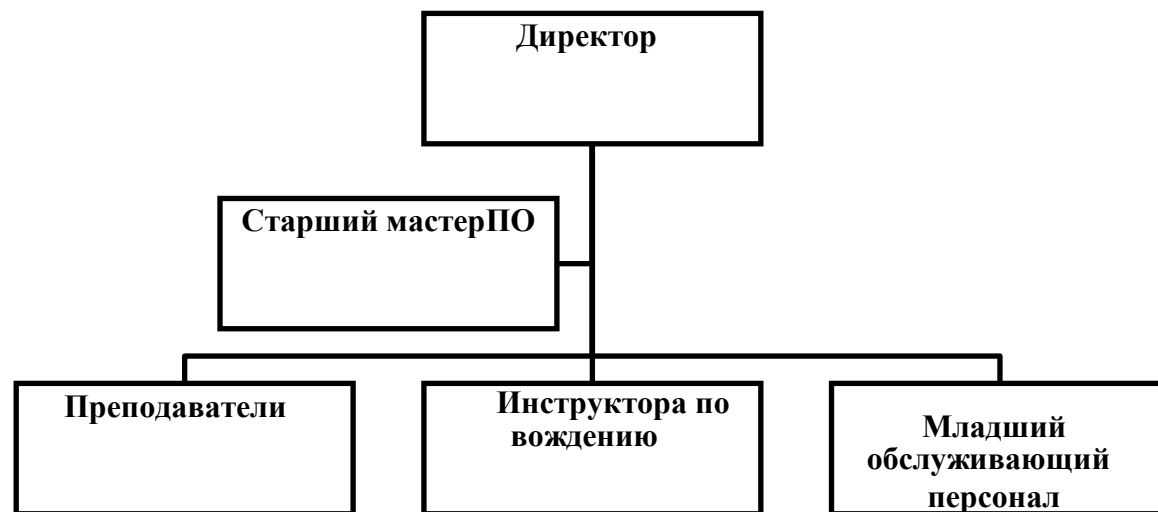 Директор
Старший мастерПО
Преподаватели
Инструктора по
вождению
Младший
обслуживающий
персонал